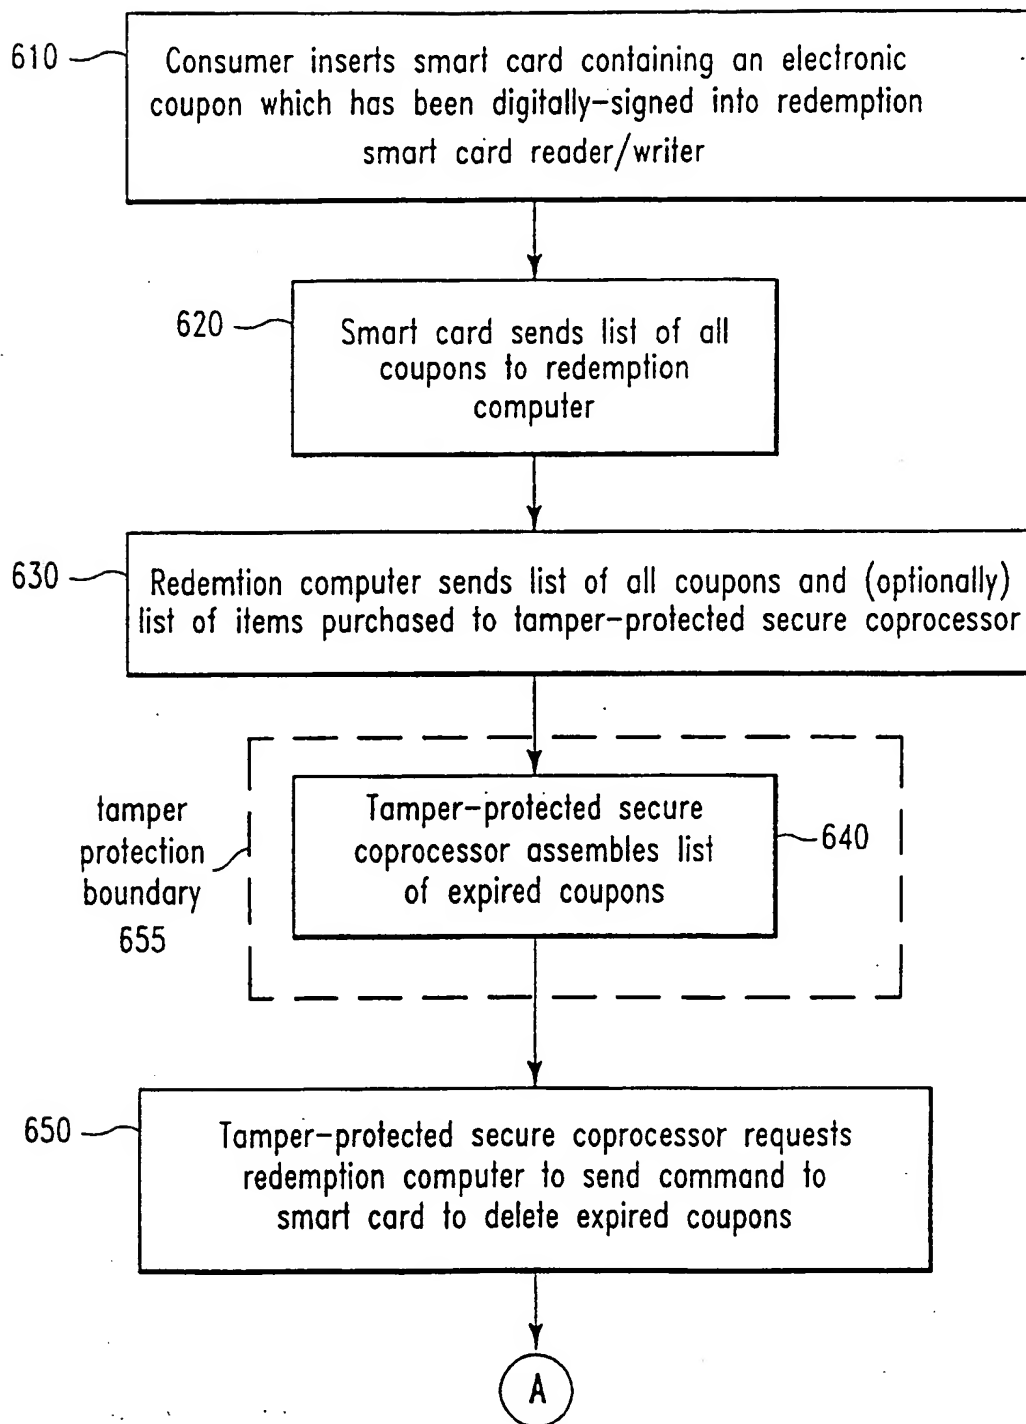 610
Consumer inserts smart card containing an electronic
coupon which has been digitally-signed into redemption
smart card reader/writer
620
Smart card sends list of all
coupons to redemption
computer
630
Redemtion computer sends list of all coupons and (optionally)
list of items purchased to tamper-protected secure coprocessor
tamper
protection
boundary
655
Tamper-protected secure
coprocessor assembles list
of expired coupons
640
650
Tamper-protected secure coprocessor requests
redemption computer to send command to
smart card to delete expired coupons
A